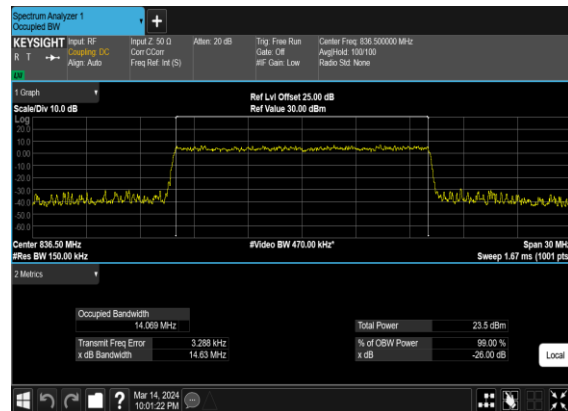 Spectrum Analyzer 1
Occupied BW
KEYSIGHT
R T
LXI
Input: RF
Coupling: DC
Align: Auto
Input Z: 50 Ω
Corr CCorr
Freq Ref: Int (S)
Atten: 20 dB
Trig: Free Run
Gate: Off
#IF Gain: Low
Center Freq: 836.500000 MHz
Avg|Hold: 100/100
Radio Std: None
1 Graph
Scale/Div 10.0 dB
Ref Lvl Offset 25.00 dB
Ref Value 30.00 dBm
Log
20.0
10.0
0.00
-10.0
-20.0
-30.0
-40.0
-50.0
-60.0
Center 836.50 MHz
#Res BW 150.00 kHz
#Video BW 470.00 kHz*
Span 30 MHz
Sweep 1.67 ms (1001 pts)
2 Metrics
Occupied Bandwidth
14.069 MHz
Total Power 23.5 dBm
Transmit Freq Error 3.288 kHz
% of OBW Power 99.00 %
x dB Bandwidth 14.63 MHz
x dB -26.00 dB
Local
?
Mar 14, 2024
10:01:22 PM